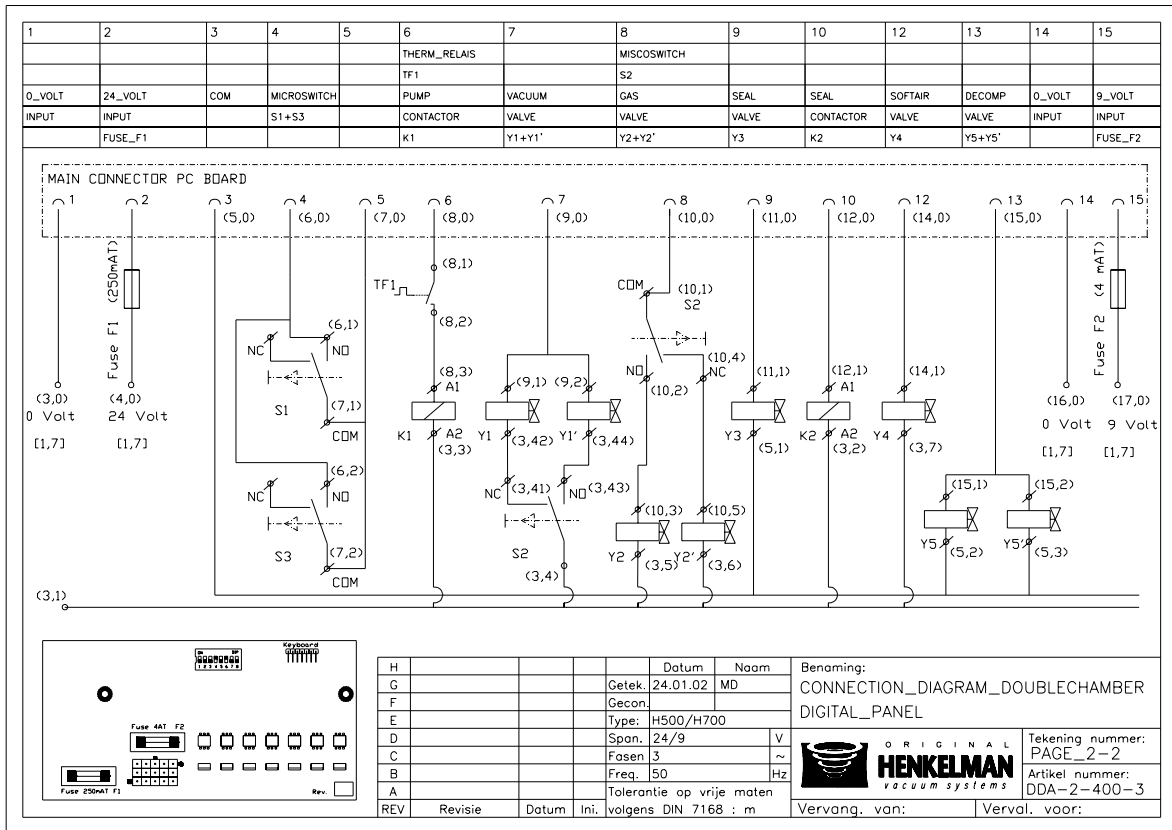 1 2 3 4 5 6 7 8 9 10 12 13 14 15
THERM_RELAIS MISCOSWITCH
TF1 S2
0_VOLT 24_VOLT COM MICROSWITCH PUMP VACUUM GAS SEAL SEAL SOFTAIR DECOMP 0_VOLT 9_VOLT
INPUT INPUT S1+S3 CONTACTOR VALVE VALVE VALVE CONTACTOR VALVE VALVE INPUT INPUT
FUSE_F1 K1 Y1+Y1' Y2+Y2' Y3 K2 Y4 Y5+Y5' FUSE_F2
MAIN CONNECTOR PC BOARD
1 2 3 4 5 6 7 8 9 10 12 13 14 15
(5,0) (6,0) (7,0) (8,0) (9,0) (10,0) (11,0) (12,0) (14,0) (15,0)
Fuse F1 (250mAT)
Fuse F2 (4 mAT)
(8,1)
TF1
(8,2)
COM (10,1)
S2
(6,1)
NC NO
(10,4)
NO NC
(10,2)
(8,3) (9,1) (9,2) (11,1) (12,1) (14,1)
A1 A1
(3,0) (4,0) (16,0) (17,0)
0 Volt 24 Volt 0 Volt 9 Volt
[1,7] [1,7] [1,7] [1,7]
S1 (7,1)
COM
K1 A2 Y1 (3,42) Y1' (3,44) Y3 K2 A2 Y4
(3,3) (5,1) (3,2) (3,7)
(6,2)
NC NO
NC (3,41) NO (3,43)
(10,3) (10,5)
(15,1) (15,2)
S3 (7,2)
COM
S2
(3,4)
Y2 (3,5) Y2' (3,6)
Y5 (5,2) Y5' (5,3)
(3,1)
Keyboard
ON DIP
1 2 3 4 5 6 7 8
Fuse 4AT F2
Fuse 250mAT F1
Rev.
H Datum Naam
G Getek. 24.01.02 MD
F Gecon.
E Type: H500/H700
D Span. 24/9 V
C Fasen 3 ~
B Freq. 50 Hz
A Tolerantie op vrije maten
REV Revisie Datum Ini. volgens DIN 7168 : m
Benaming:
CONNECTION_DIAGRAM_DOUBLECHAMBER
DIGITAL_PANEL
ORIGINAL
HENKELMAN
vacuum systems
Tekening nummer:
PAGE_2-2
Artikel nummer:
DDA-2-400-3
Vervang. van: Verval. voor: